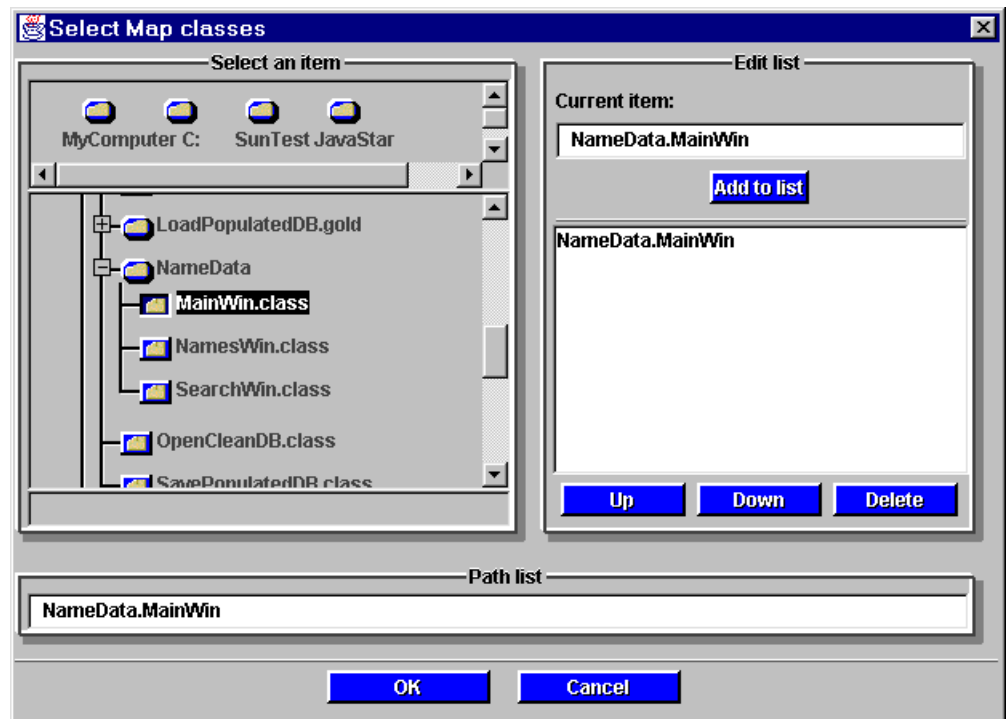 Select Map classes
Select an item
MyComputer C: SunTest JavaStar
LoadPopulatedDB.gold
NameData
MainWin.class
NamesWin.class
SearchWin.class
OpenCleanDB.class
SavePopulatedDB.class
Edit list
Current item:
NameData.MainWin
Add to list
NameData.MainWin
Up Down Delete
Path list
NameData.MainWin
OK Cancel